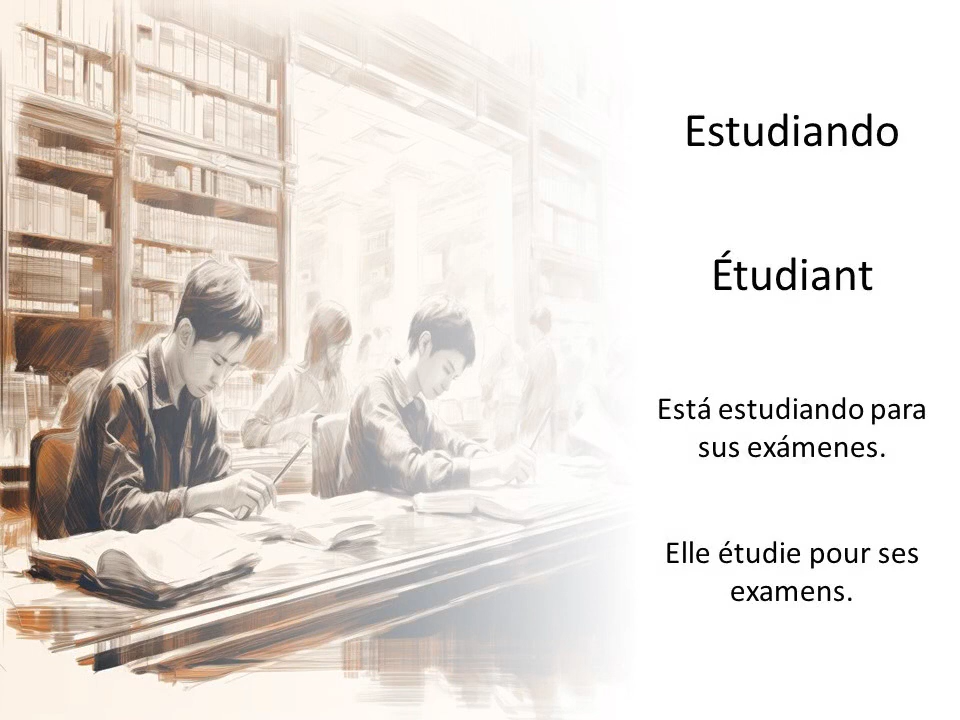 Estudiando
Étudiant
Está estudiando para
sus exámenes.
Elle étudie pour ses
examens.